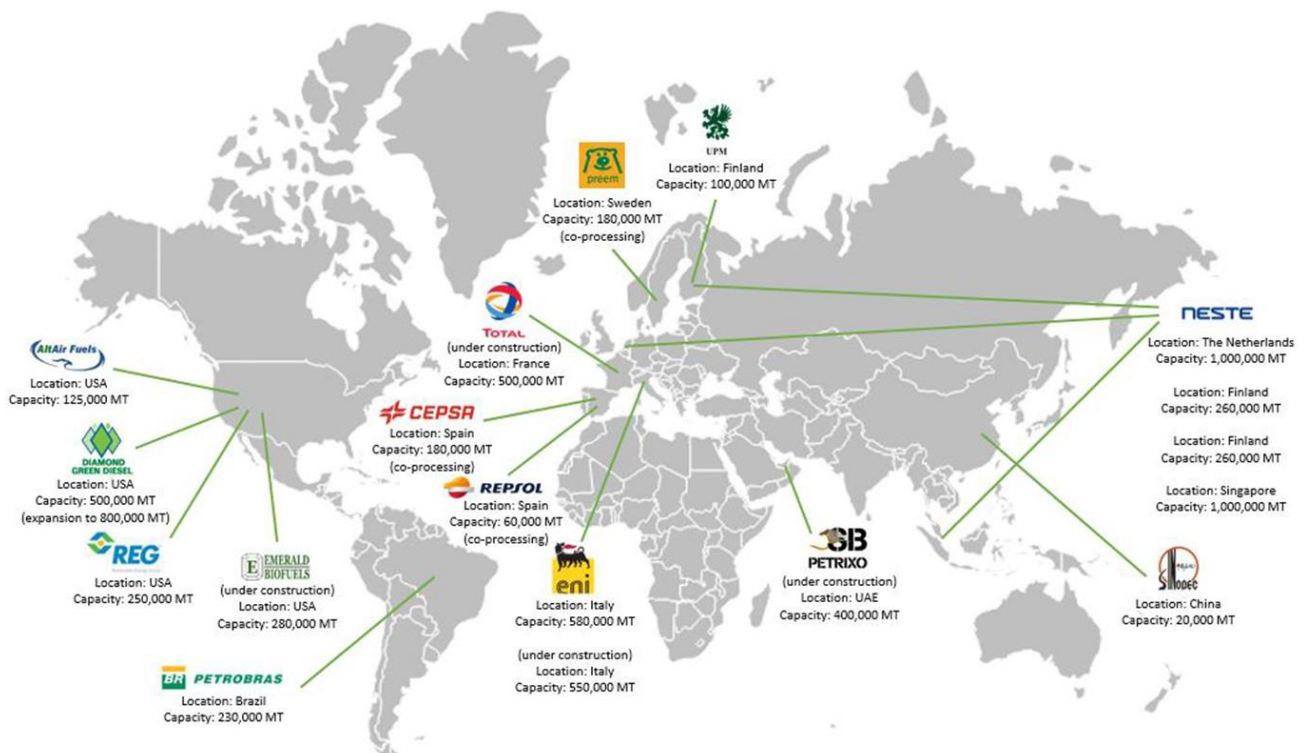 UPM
Location: Finland
Capacity: 100,000 MT
preem
Location: Sweden
Capacity: 180,000 MT
(co-processing)
TOTAL
(under construction)
Location: France
Capacity: 500,000 MT
NESTE
Location: The Netherlands
Capacity: 1,000,000 MT
Location: Finland
Capacity: 260,000 MT
Location: Finland
Capacity: 260,000 MT
Location: Singapore
Capacity: 1,000,000 MT
AltAir Fuels
Location: USA
Capacity: 125,000 MT
CEPSA
Location: Spain
Capacity: 180,000 MT
(co-processing)
DIAMOND
GREEN DIESEL
Location: USA
Capacity: 500,000 MT
(expansion to 800,000 MT)
REPSOL
Location: Spain
Capacity: 60,000 MT
(co-processing)
REG
Location: USA
Capacity: 250,000 MT
E EMERALD
BIOFUELS
(under construction)
Location: USA
Capacity: 280,000 MT
eni
Location: Italy
Capacity: 580,000 MT
(under construction)
Location: Italy
Capacity: 550,000 MT
PETRIXO
(under construction)
Location: UAE
Capacity: 400,000 MT
SINOPEC
Location: China
Capacity: 20,000 MT
BR PETROBRAS
Location: Brazil
Capacity: 230,000 MT